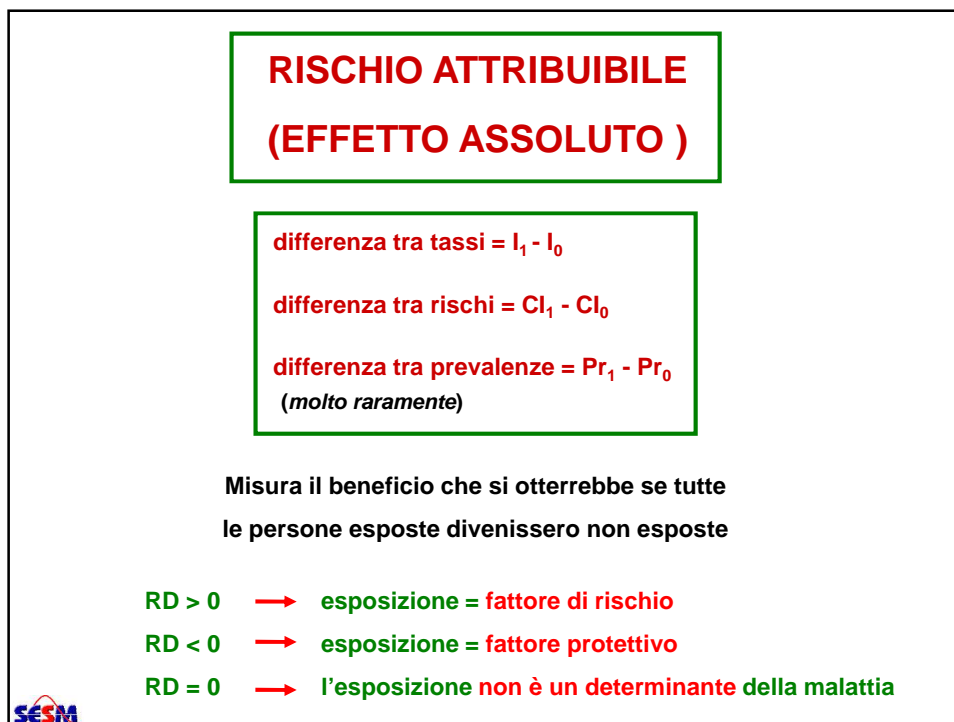 RISCHIO ATTRIBUIBILE
(EFFETTO ASSOLUTO )
differenza tra tassi = I₁ - I₀
differenza tra rischi = CI₁ - CI₀
differenza tra prevalenze = Pr₁ - Pr₀
(molto raramente)
Misura il beneficio che si otterrebbe se tutte
le persone esposte divenissero non esposte
RD > 0 → esposizione = fattore di rischio
RD < 0 → esposizione = fattore protettivo
RD = 0 → l'esposizione non è un determinante della malattia
SESM